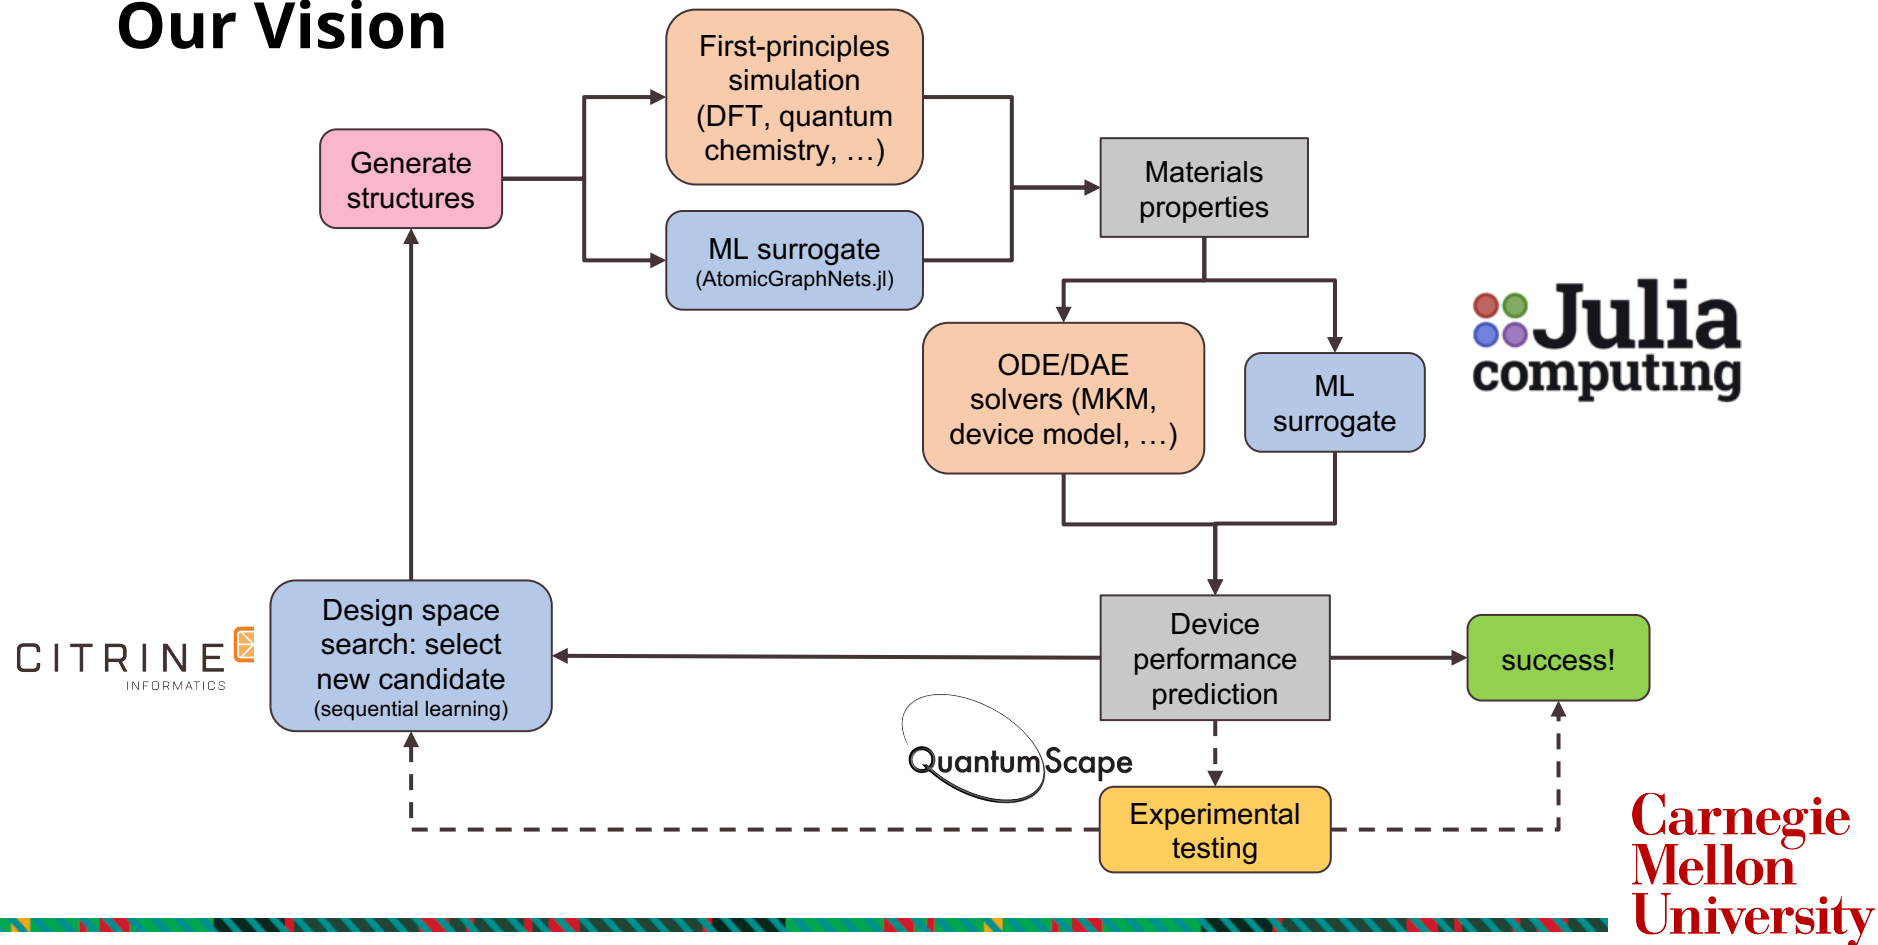 Our Vision
First-principles
simulation
(DFT, quantum
chemistry, …)
Generate
structures
ML surrogate
(AtomicGraphNets.jl)
Materials
properties
ODE/DAE
solvers (MKM,
device model, …)
ML
surrogate
Julia
computing
CITRINE
INFORMATICS
Design space
search: select
new candidate
(sequential learning)
Device
performance
prediction
success!
QuantumScape
Experimental
testing
Carnegie
Mellon
University